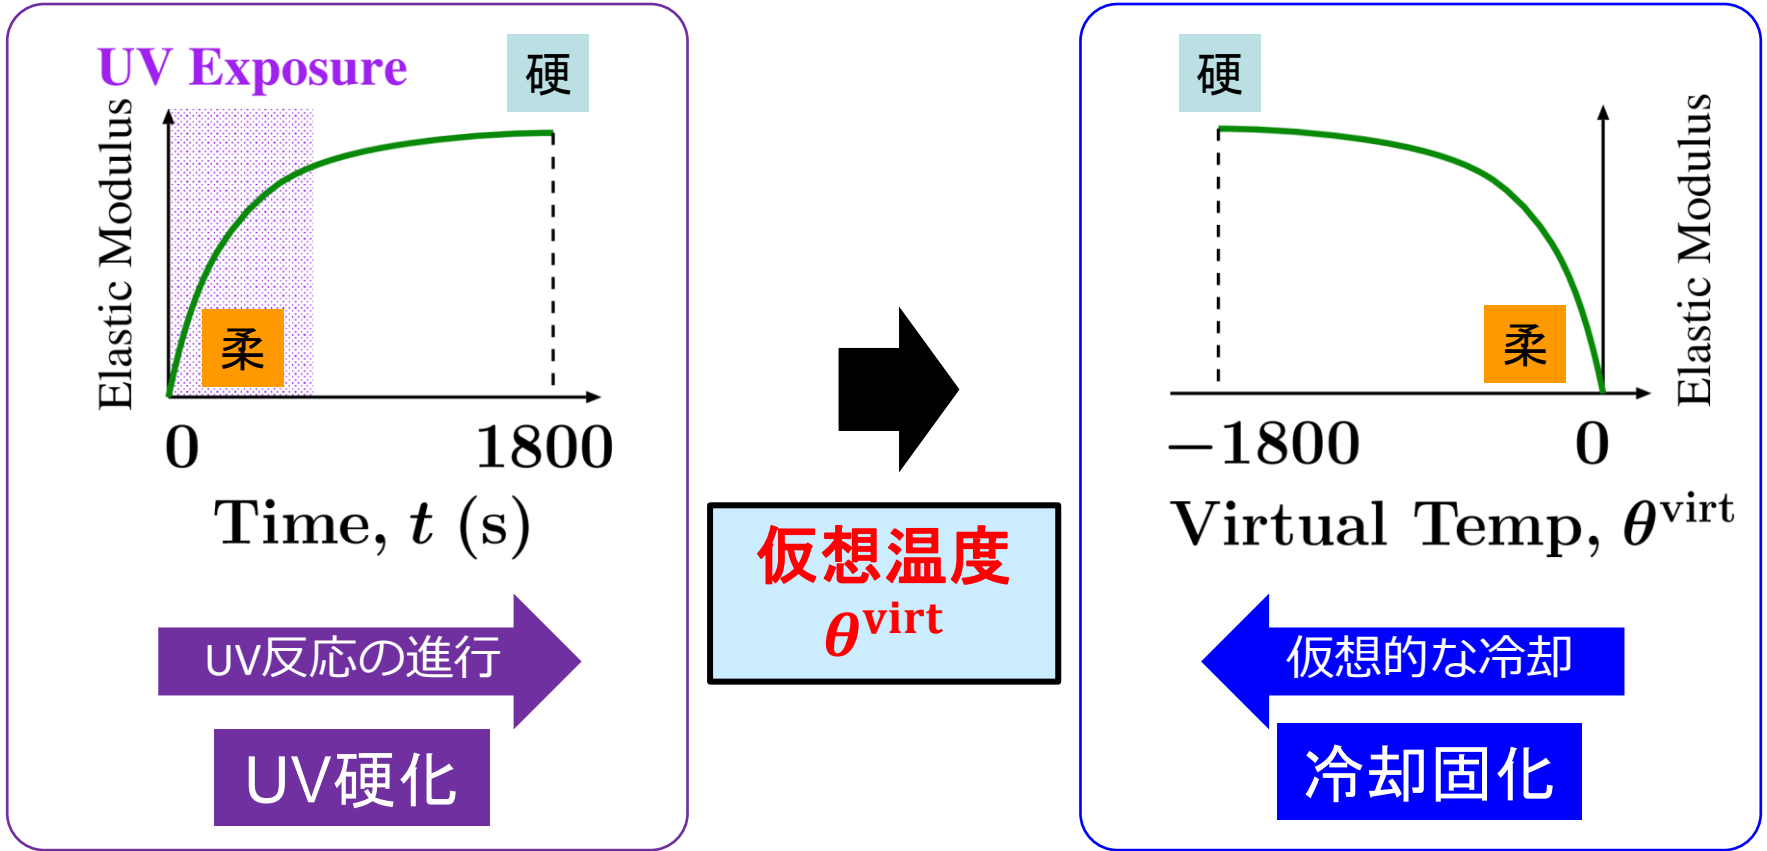 UV Exposure
硬
Elastic Modulus
柔
0
1800
Time, t (s)
UV反応の進行
UV硬化
仮想温度
θ^virt
硬
Elastic Modulus
柔
−1800
0
Virtual Temp, θ^virt
仮想的な冷却
冷却固化